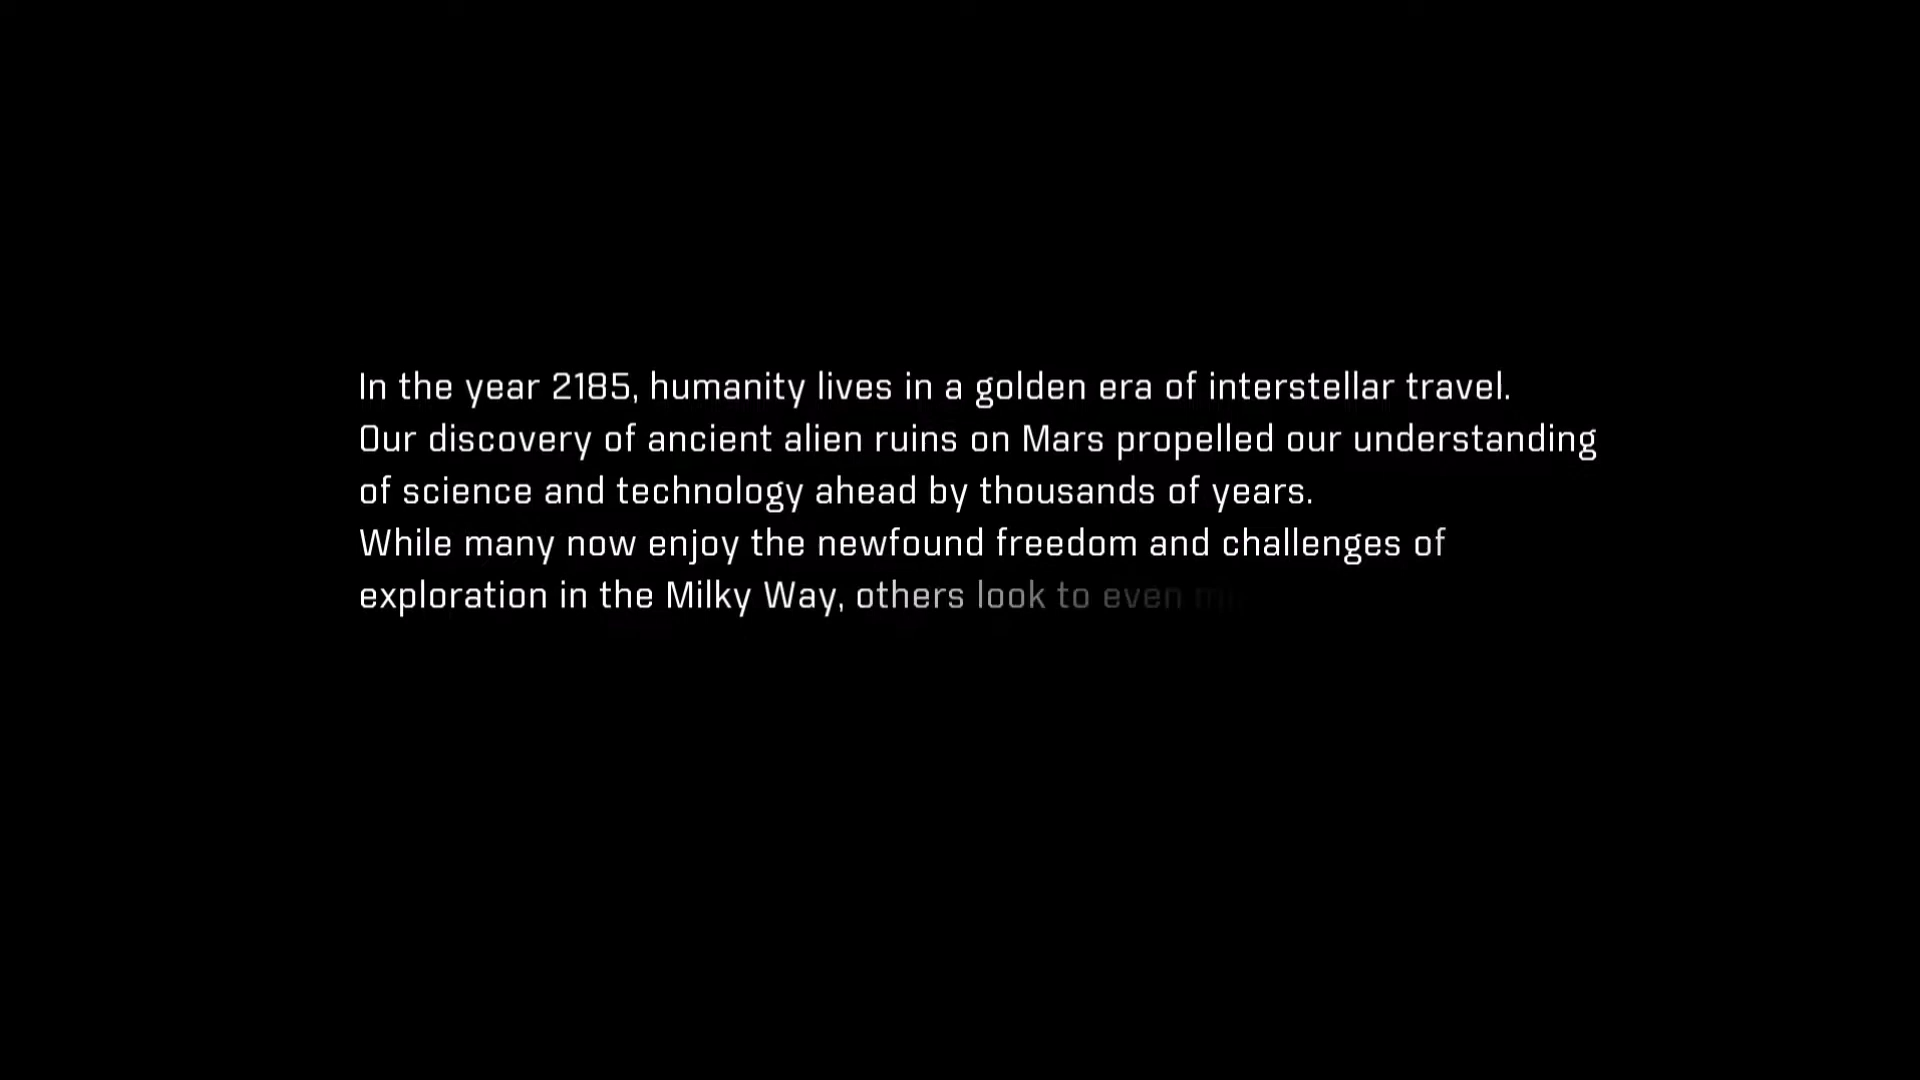 In the year 2185, humanity lives in a golden era of interstellar travel.
Our discovery of ancient alien ruins on Mars propelled our understanding
of science and technology ahead by thousands of years.
While many now enjoy the newfound freedom and challenges of
exploration in the Milky Way, others look to even